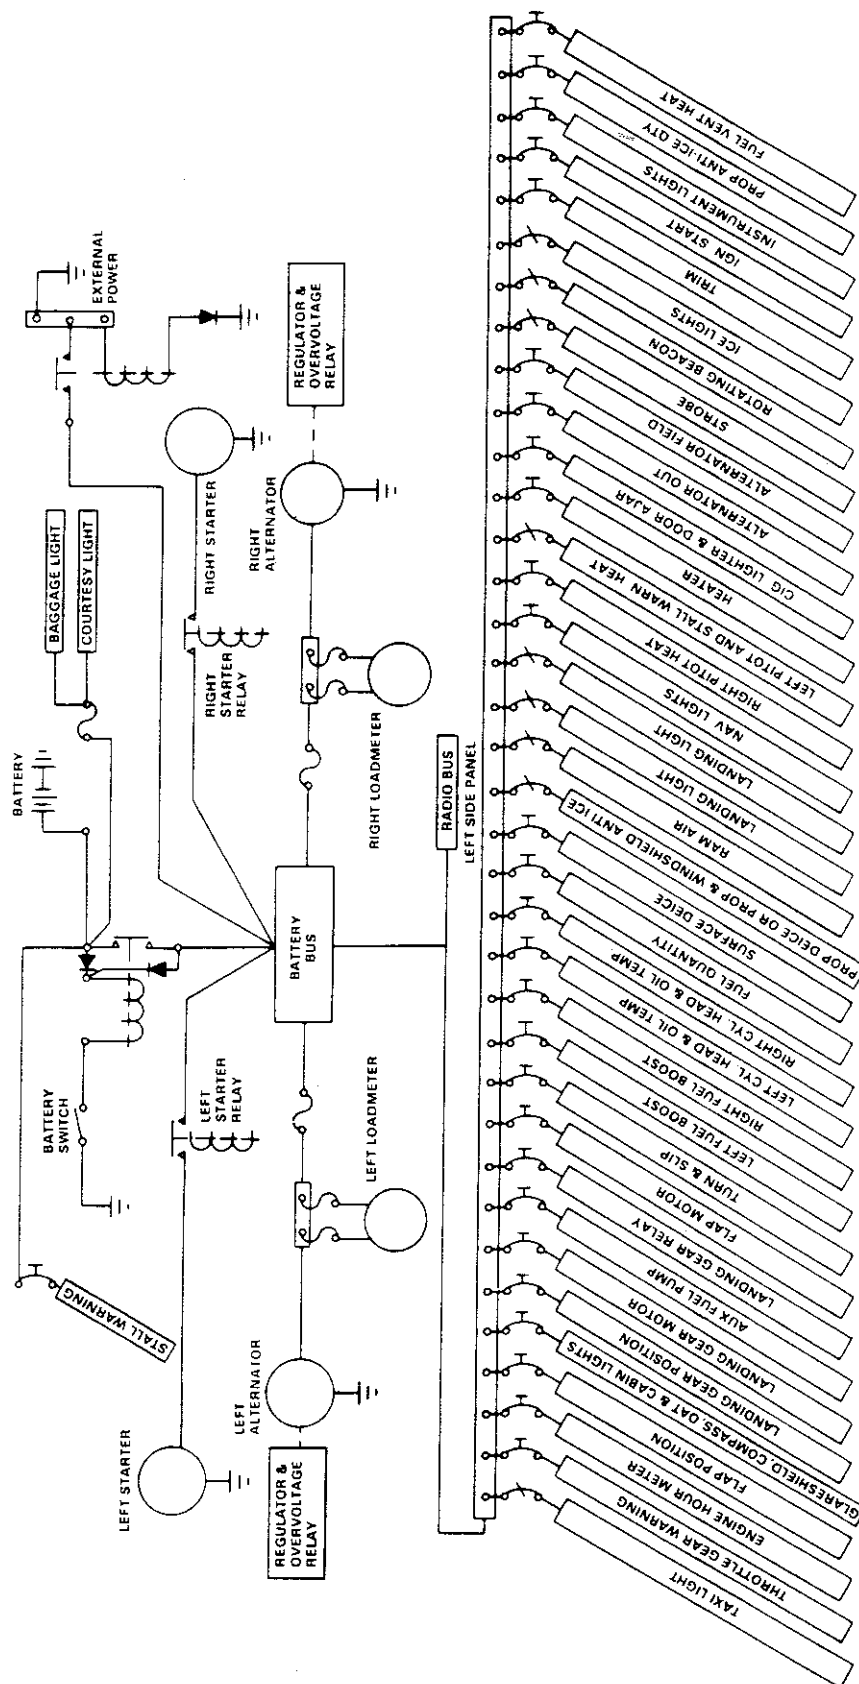 STALL WARNING
BATTERY
SWITCH
BATTERY
BAGGAGE LIGHT
COURTESY LIGHT
EXTERNAL
POWER
LEFT STARTER
LEFT
STARTER
RELAY
RIGHT
STARTER
RELAY
RIGHT STARTER
REGULATOR &
OVERVOLTAGE
RELAY
LEFT
ALTERNATOR
LEFT LOADMETER
BATTERY
BUS
RIGHT LOADMETER
RIGHT
ALTERNATOR
REGULATOR &
OVERVOLTAGE
RELAY
RADIO BUS
LEFT SIDE PANEL
TAXI LIGHT
THROTTLE GEAR WARNING
ENGINE HOUR METER
FLAP POSITION
GLARESHIELD, COMPASS, OAT & CABIN LIGHTS
LANDING GEAR POSITION
LANDING GEAR MOTOR
AUX FUEL PUMP
LANDING GEAR RELAY
FLAP MOTOR
TURN & SLIP
LEFT FUEL BOOST
RIGHT FUEL BOOST
LEFT CYL. HEAD & OIL TEMP
RIGHT CYL. HEAD & OIL TEMP
FUEL QUANTITY
SURFACE DEICE
PROP DEICE OR PROP & WINDSHIELD ANTI ICE
RAM AIR
LANDING LIGHT
LANDING LIGHT
NAV LIGHTS
RIGHT PITOT HEAT
LEFT PITOT AND STALL WARN HEAT
HEATER
CIG LIGHTER & DOOR AJAR
ALTERNATOR OUT
ALTERNATOR FIELD
STROBE
ROTATING BEACON
ICE LIGHTS
TRIM
IGN START
INSTRUMENT LIGHTS
PROP ANTI-ICE QTY
FUEL VENT HEAT